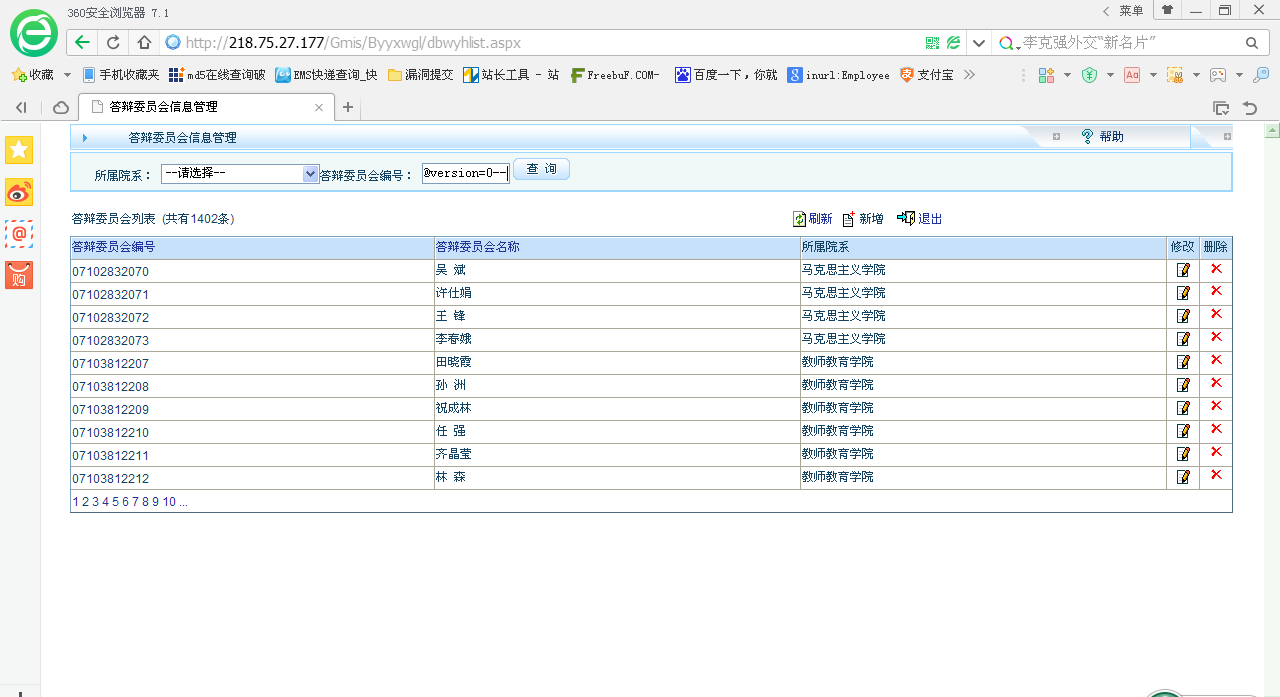 360安全浏览器 7.1
菜单
http://218.75.27.177/Gmis/Byyxwgl/dbwyhlist.aspx
李克强外交“新名片”
收藏 手机收藏夹 md5在线查询破 EMS快递查询_快 漏洞提交 站长工具 - 站 FreebuF.COM- 百度一下，你就 inurl:Employee 支付宝
答辩委员会信息管理
答辩委员会信息管理 帮助
所属院系： --请选择-- 答辩委员会编号： @version=0-- 查 询
答辩委员会列表（共有1402条） 刷新 新增 退出
答辩委员会编号 答辩委员会名称 所属院系 修改 删除
07102832070 吴 斌 马克思主义学院
07102832071 许仕娟 马克思主义学院
07102832072 王 锋 马克思主义学院
07102832073 李春娥 马克思主义学院
07103812207 田晓霞 教师教育学院
07103812208 孙 洲 教师教育学院
07103812209 祝成林 教师教育学院
07103812210 任 强 教师教育学院
07103812211 齐晶莹 教师教育学院
07103812212 林 森 教师教育学院
1 2 3 4 5 6 7 8 9 10 ...
@
购